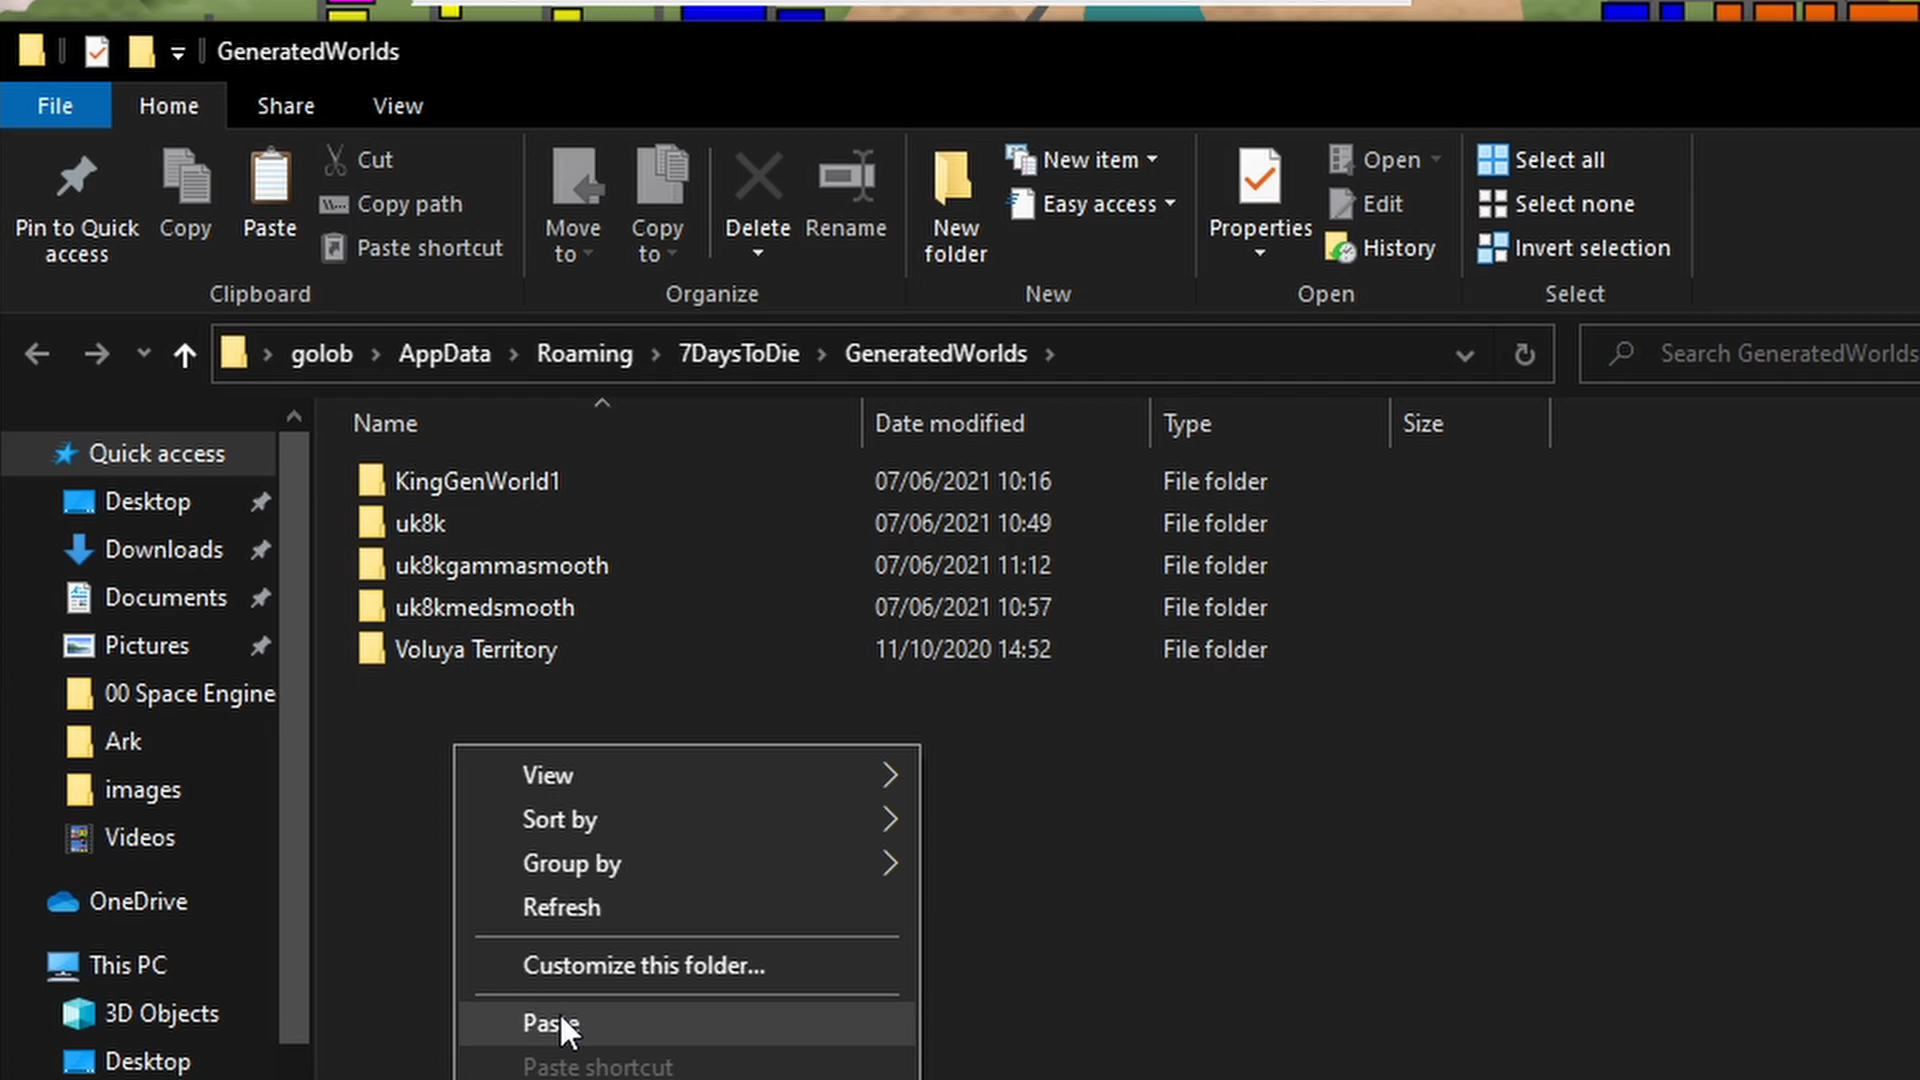 GeneratedWorlds
File Home Share View
Pin to Quick access
Copy
Paste
Cut
Copy path
Paste shortcut
Clipboard
Move to
Copy to
Delete
Rename
Organize
New folder
New item
Easy access
New
Properties
Open
Edit
History
Open
Select all
Select none
Invert selection
Select
golob > AppData > Roaming > 7DaysToDie > GeneratedWorlds >
Search GeneratedWorlds
Quick access
Desktop
Downloads
Documents
Pictures
00 Space Engine
Ark
images
Videos
OneDrive
This PC
3D Objects
Desktop
Name Date modified Type Size
KingGenWorld1 07/06/2021 10:16 File folder
uk8k 07/06/2021 10:49 File folder
uk8kgammasmooth 07/06/2021 11:12 File folder
uk8kmedsmooth 07/06/2021 10:57 File folder
Voluya Territory 11/10/2020 14:52 File folder
View
Sort by
Group by
Refresh
Customize this folder...
Paste
Paste shortcut